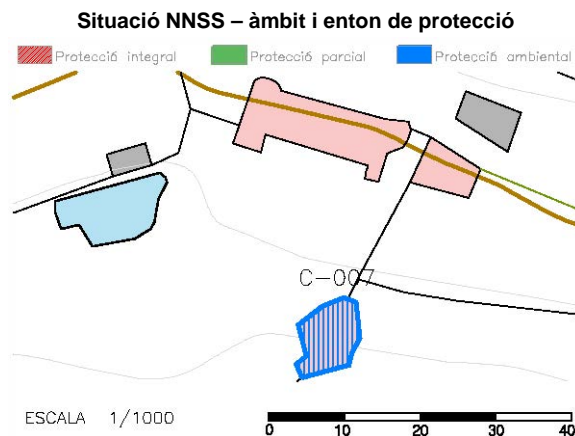 Situació NNSS – àmbit i enton de protecció
Protecció integral Protecció parcial Protecció ambiental
C-007
ESCALA 1/1000
0 10 20 30 40